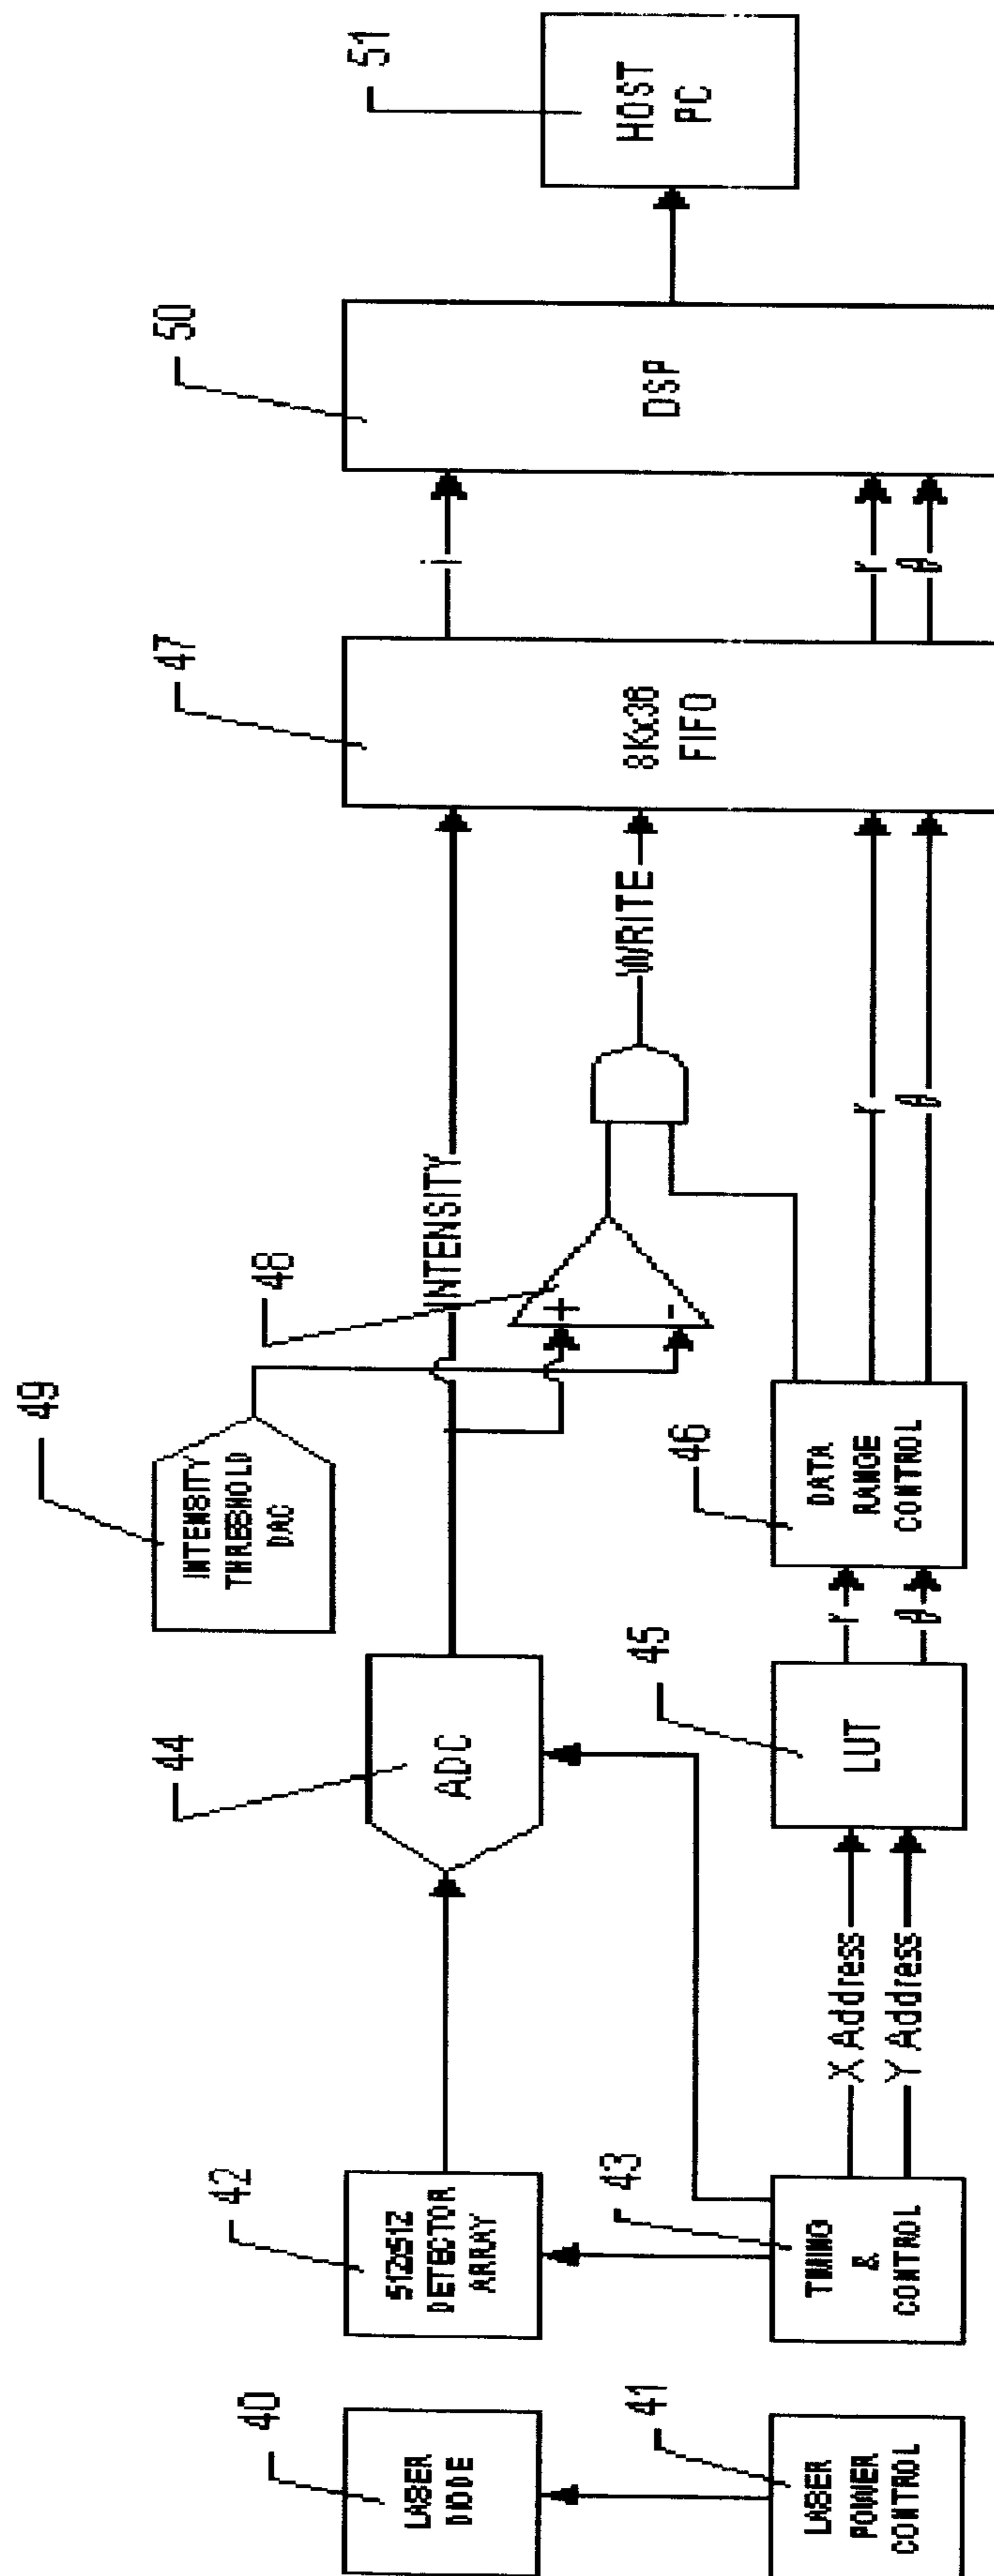 40
LASER
DIODE
41
LASER
POWER
CONTROL
42
512x512
DETECTOR
ARRAY
43
TIMING
&
CONTROL
X Address
Y Address
44
ADC
45
LUT
r
θ
46
DATA
RANGE
CONTROL
49
INTENSITY
THRESHOLD
DAC
48
+
-
INTENSITY
WRITE
r
θ
47
8Kx36
FIFO
i
r
θ
50
DSP
51
HOST
PC